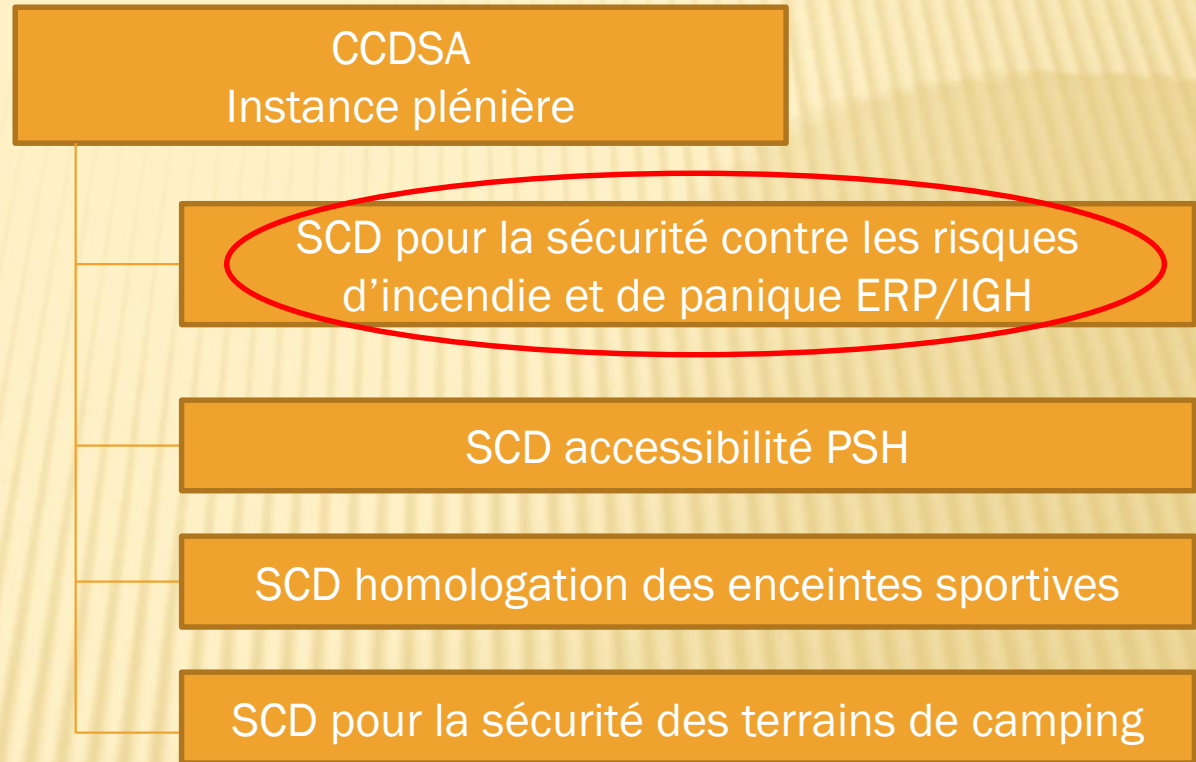 CCDSA
Instance plénière
SCD pour la sécurité contre les risques
d’incendie et de panique ERP/IGH
SCD accessibilité PSH
SCD homologation des enceintes sportives
SCD pour la sécurité des terrains de camping